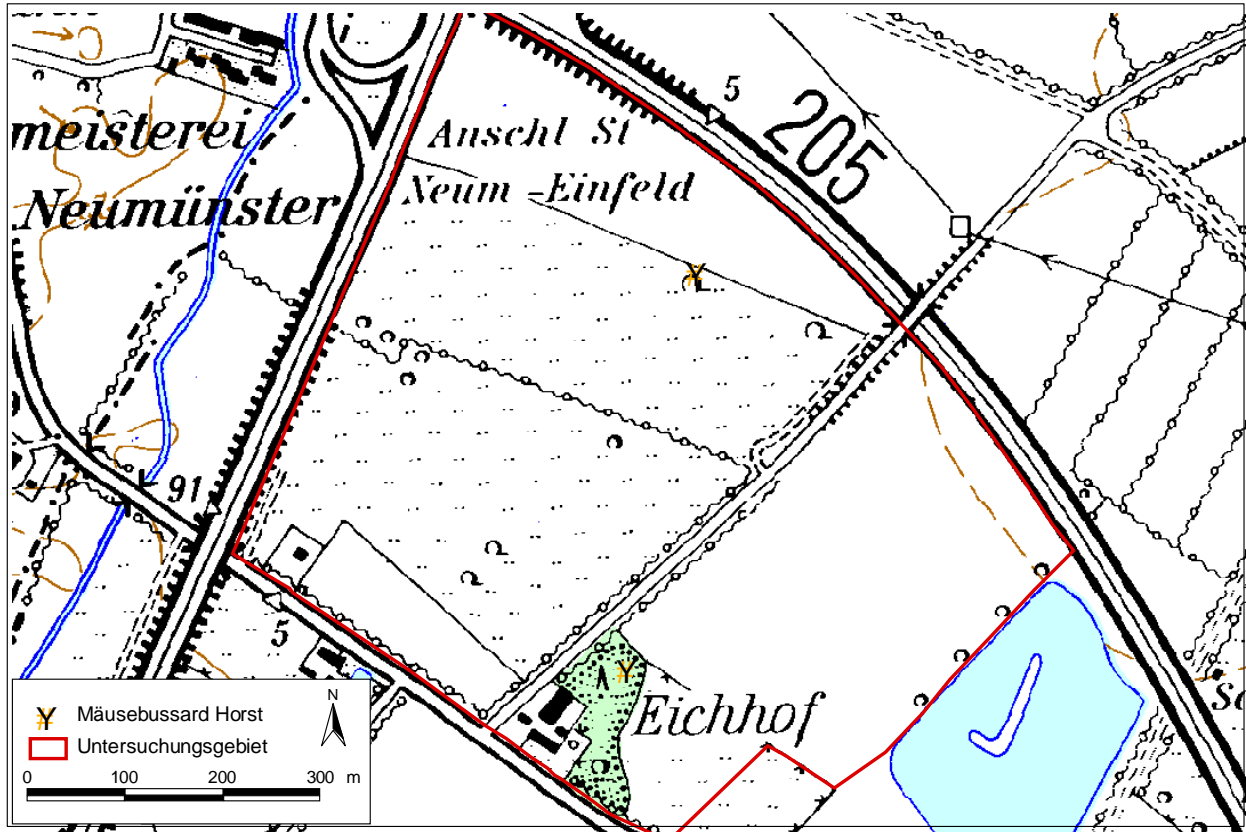 meisterei
Neumünster
Anschl St
Neum -Einfeld
5
205
91
5
Eichhof
N
Mäusebussard Horst
Untersuchungsgebiet
0 100 200 300 m